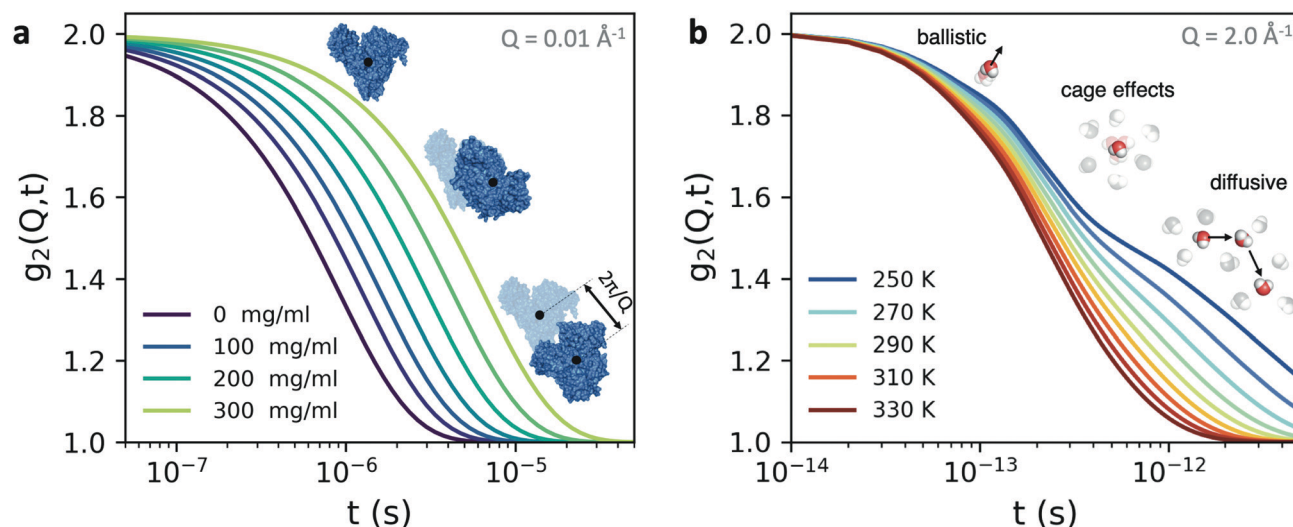 a
Q = 0.01 Å⁻¹
g₂(Q,t)
2.0
1.8
1.6
1.4
1.2
1.0
2π/Q
0 mg/ml
100 mg/ml
200 mg/ml
300 mg/ml
10⁻⁷
10⁻⁶
10⁻⁵
t (s)
b
Q = 2.0 Å⁻¹
ballistic
cage effects
diffusive
g₂(Q,t)
2.0
1.8
1.6
1.4
1.2
1.0
250 K
270 K
290 K
310 K
330 K
10⁻¹⁴
10⁻¹³
10⁻¹²
t (s)